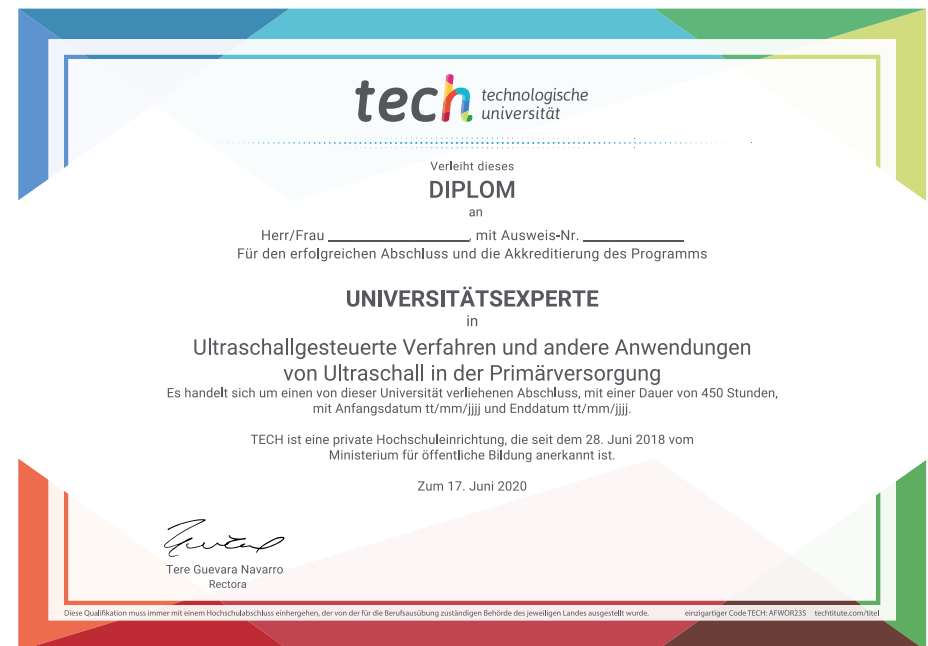 tech technologische
universität
Verleiht dieses
DIPLOM
an
Herr/Frau ____________, mit Ausweis-Nr. ____________
Für den erfolgreichen Abschluss und die Akkreditierung des Programms
UNIVERSITÄTSEXPERTE
in
Ultraschallgesteuerte Verfahren und andere Anwendungen
von Ultraschall in der Primärversorgung
Es handelt sich um einen von dieser Universität verliehenen Abschluss, mit einer Dauer von 450 Stunden,
mit Anfangsdatum tt/mm/jjjj und Enddatum tt/mm/jjjj.
TECH ist eine private Hochschuleinrichtung, die seit dem 28. Juni 2018 vom
Ministerium für öffentliche Bildung anerkannt ist.
Zum 17. Juni 2020
Tere Guevara Navarro
Rectora
Diese Qualifikation muss immer mit einem Hochschulabschluss einhergehen, der von der für die Berufsausübung zuständigen Behörde des jeweiligen Landes ausgestellt wurde. einzigartiger Code TECH: AFWOR23S techtitute.com/titel